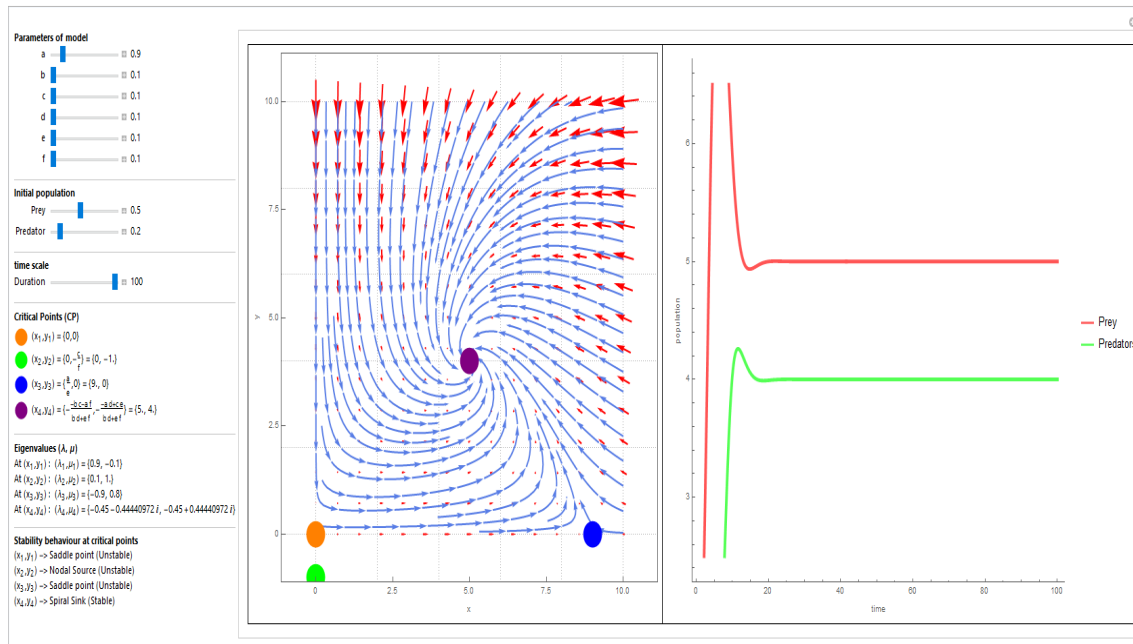 Parameters of model
a 0.9
b 0.1
c 0.1
d 0.1
e 0.1
f 0.1
Initial population
Prey 0.5
Predator 0.2
time scale
Duration 100
Critical Points (CP)
(x₁,y₁) = {0,0}
(x₂,y₂) = {0,-c/f} = {0, -1.}
(x₃,y₃) = {a/e,0} = {9., 0}
(x₄,y₄) = {-(-b c-a f)/(b d+e f), -(-a d+c e)/(b d+e f)} = {5., 4.}
Eigenvalues (λ, μ)
At (x₁,y₁) : (λ₁,μ₁) = {0.9, -0.1}
At (x₂,y₂) : (λ₂,μ₂) = {0.1, 1.}
At (x₃,y₃) : (λ₃,μ₃) = {-0.9, 0.8}
At (x₄,y₄) : (λ₄,μ₄) = {-0.45-0.44440972 i, -0.45+0.44440972 i}
Stability behaviour at critical points
(x₁,y₁) -> Saddle point (Unstable)
(x₂,y₂) -> Nodal Source (Unstable)
(x₃,y₃) -> Saddle point (Unstable)
(x₄,y₄) -> Spiral Sink (Stable)
10.0
7.5
y
5.0
2.5
0
0 2.5 5.0 7.5 10.0
x
6
5
population
4
3
0 20 40 60 80 100
time
Prey
Predators